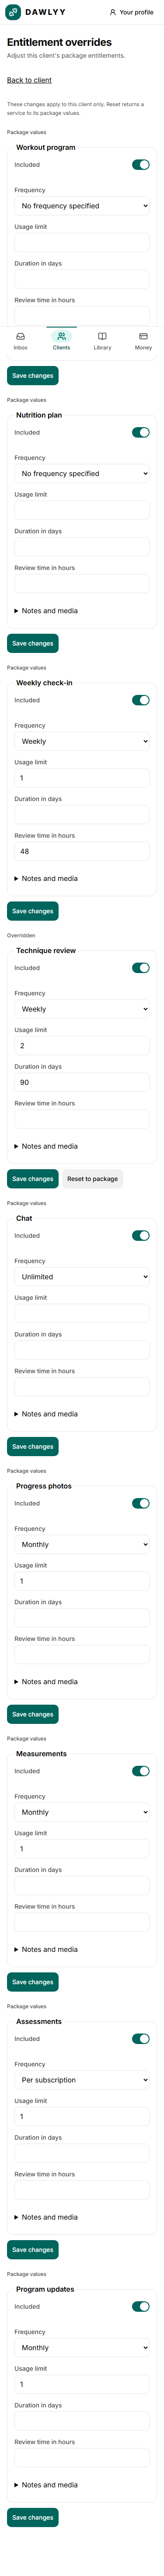 DAWLYY
Your profile
Entitlement overrides
Adjust this client's package entitlements.
Back to client
These changes apply to this client only. Reset returns a
service to its package values.
Package values
Workout program
Included
Frequency
No frequency specified
Usage limit
Duration in days
Review time in hours
Inbox
Clients
Library
Money
Save changes
Package values
Nutrition plan
Included
Frequency
No frequency specified
Usage limit
Duration in days
Review time in hours
Notes and media
Save changes
Package values
Weekly check-in
Included
Frequency
Weekly
Usage limit
1
Duration in days
Review time in hours
48
Notes and media
Save changes
Overridden
Technique review
Included
Frequency
Weekly
Usage limit
2
Duration in days
90
Review time in hours
Notes and media
Save changes
Reset to package
Package values
Chat
Included
Frequency
Unlimited
Usage limit
Duration in days
Review time in hours
Notes and media
Save changes
Package values
Progress photos
Included
Frequency
Monthly
Usage limit
1
Duration in days
Review time in hours
Notes and media
Save changes
Package values
Measurements
Included
Frequency
Monthly
Usage limit
1
Duration in days
Review time in hours
Notes and media
Save changes
Package values
Assessments
Included
Frequency
Per subscription
Usage limit
1
Duration in days
Review time in hours
Notes and media
Save changes
Package values
Program updates
Included
Frequency
Monthly
Usage limit
1
Duration in days
Review time in hours
Notes and media
Save changes